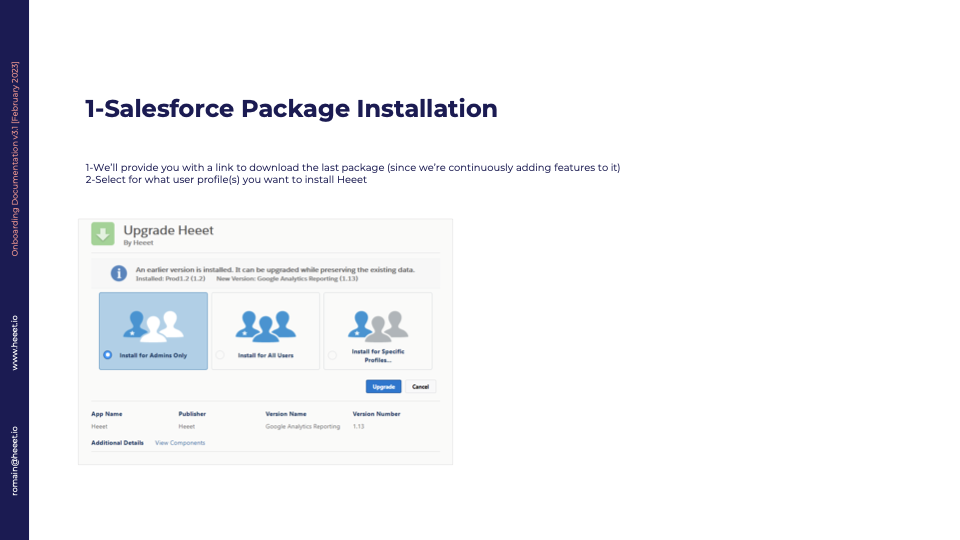 Onboarding Documentation v3.1 [February 2023]
www.heeet.io
romain@heeet.io
1-Salesforce Package Installation
1-We'll provide you with a link to download the last package (since we're continuously adding features to it)
2-Select for what user profile(s) you want to install Heeet
Upgrade Heeet
By Heeet
An earlier version is installed. It can be upgraded while preserving the existing data.
Installed: Prod1.2 (1.2) New Version: Google Analytics Reporting (1.13)
Install for Admins Only
Install for All Users
Install for Specific
Profiles...
Upgrade Cancel
App Name Publisher Version Name Version Number
Heeet Heeet Google Analytics Reporting 1.13
Additional Details View Components